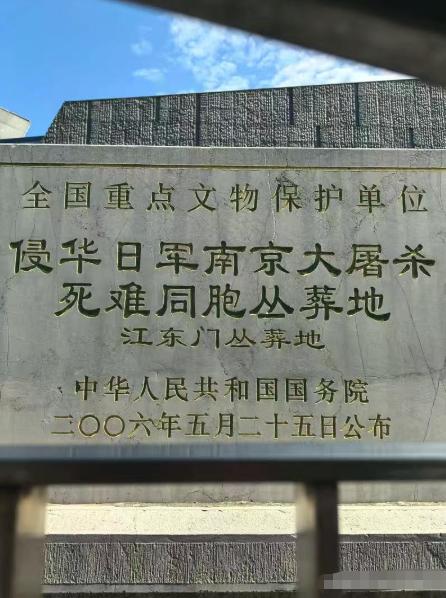 全国重点文物保护单位
侵华日军南京大屠杀
死难同胞丛葬地
江东门丛葬地
中华人民共和国国务院
二〇〇六年五月二十五日公布